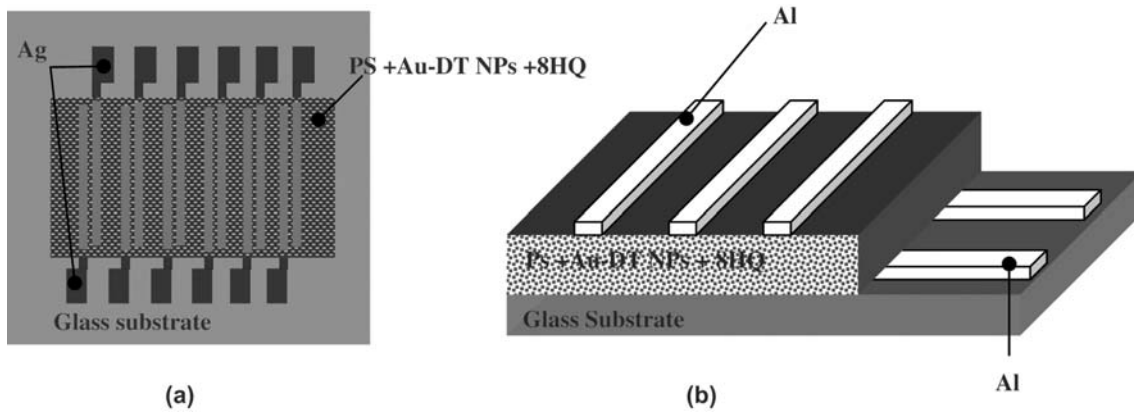 Ag
PS +Au-DT NPs +8HQ
Glass substrate
(a)
Al
Ps +Au-DT NPs + 8HQ
Glass Substrate
Al
(b)